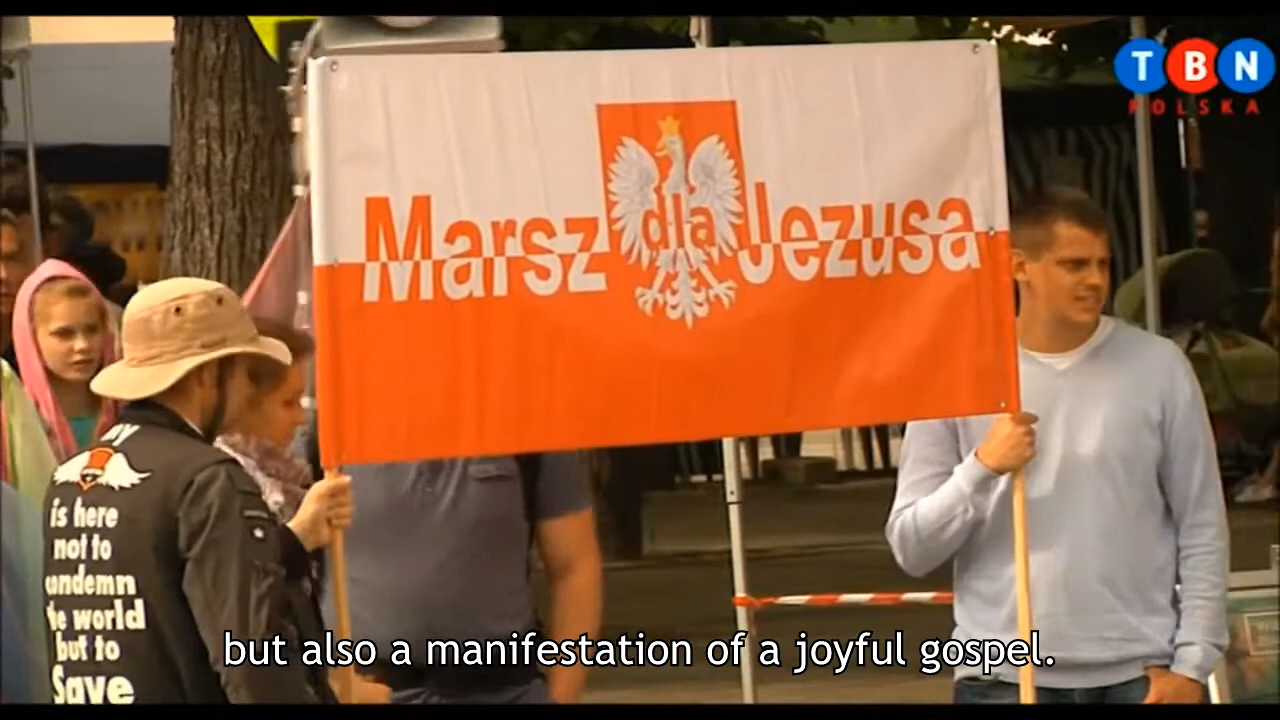 TBN
POLSKA
Marsz dla Jezusa
is here
not to
condemn
the world
but to
Save
but also a manifestation of a joyful gospel.